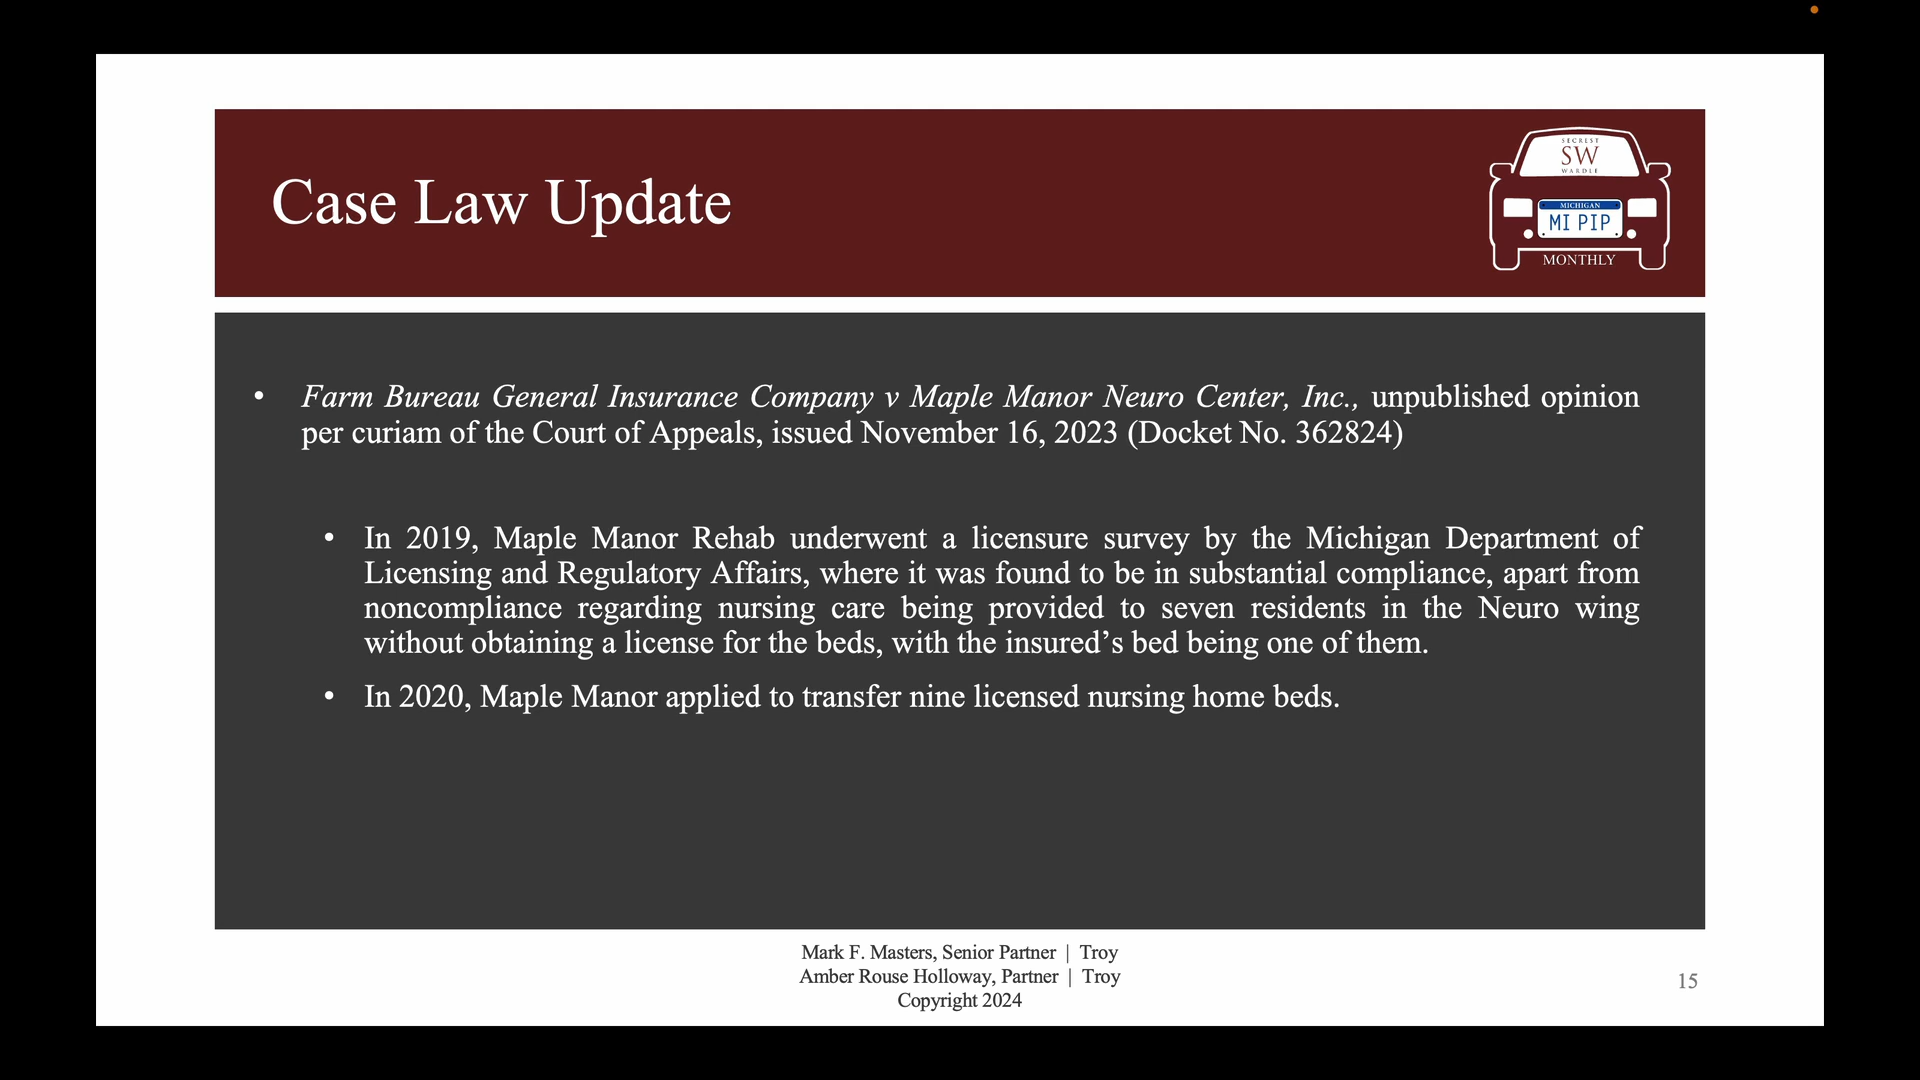 Case Law Update
SECREST
SW
WARDLE
MICHIGAN
MI PIP
MONTHLY
• Farm Bureau General Insurance Company v Maple Manor Neuro Center, Inc., unpublished opinion
per curiam of the Court of Appeals, issued November 16, 2023 (Docket No. 362824)
• In 2019, Maple Manor Rehab underwent a licensure survey by the Michigan Department of
Licensing and Regulatory Affairs, where it was found to be in substantial compliance, apart from
noncompliance regarding nursing care being provided to seven residents in the Neuro wing
without obtaining a license for the beds, with the insured’s bed being one of them.
• In 2020, Maple Manor applied to transfer nine licensed nursing home beds.
Mark F. Masters, Senior Partner | Troy
Amber Rouse Holloway, Partner | Troy
Copyright 2024
15